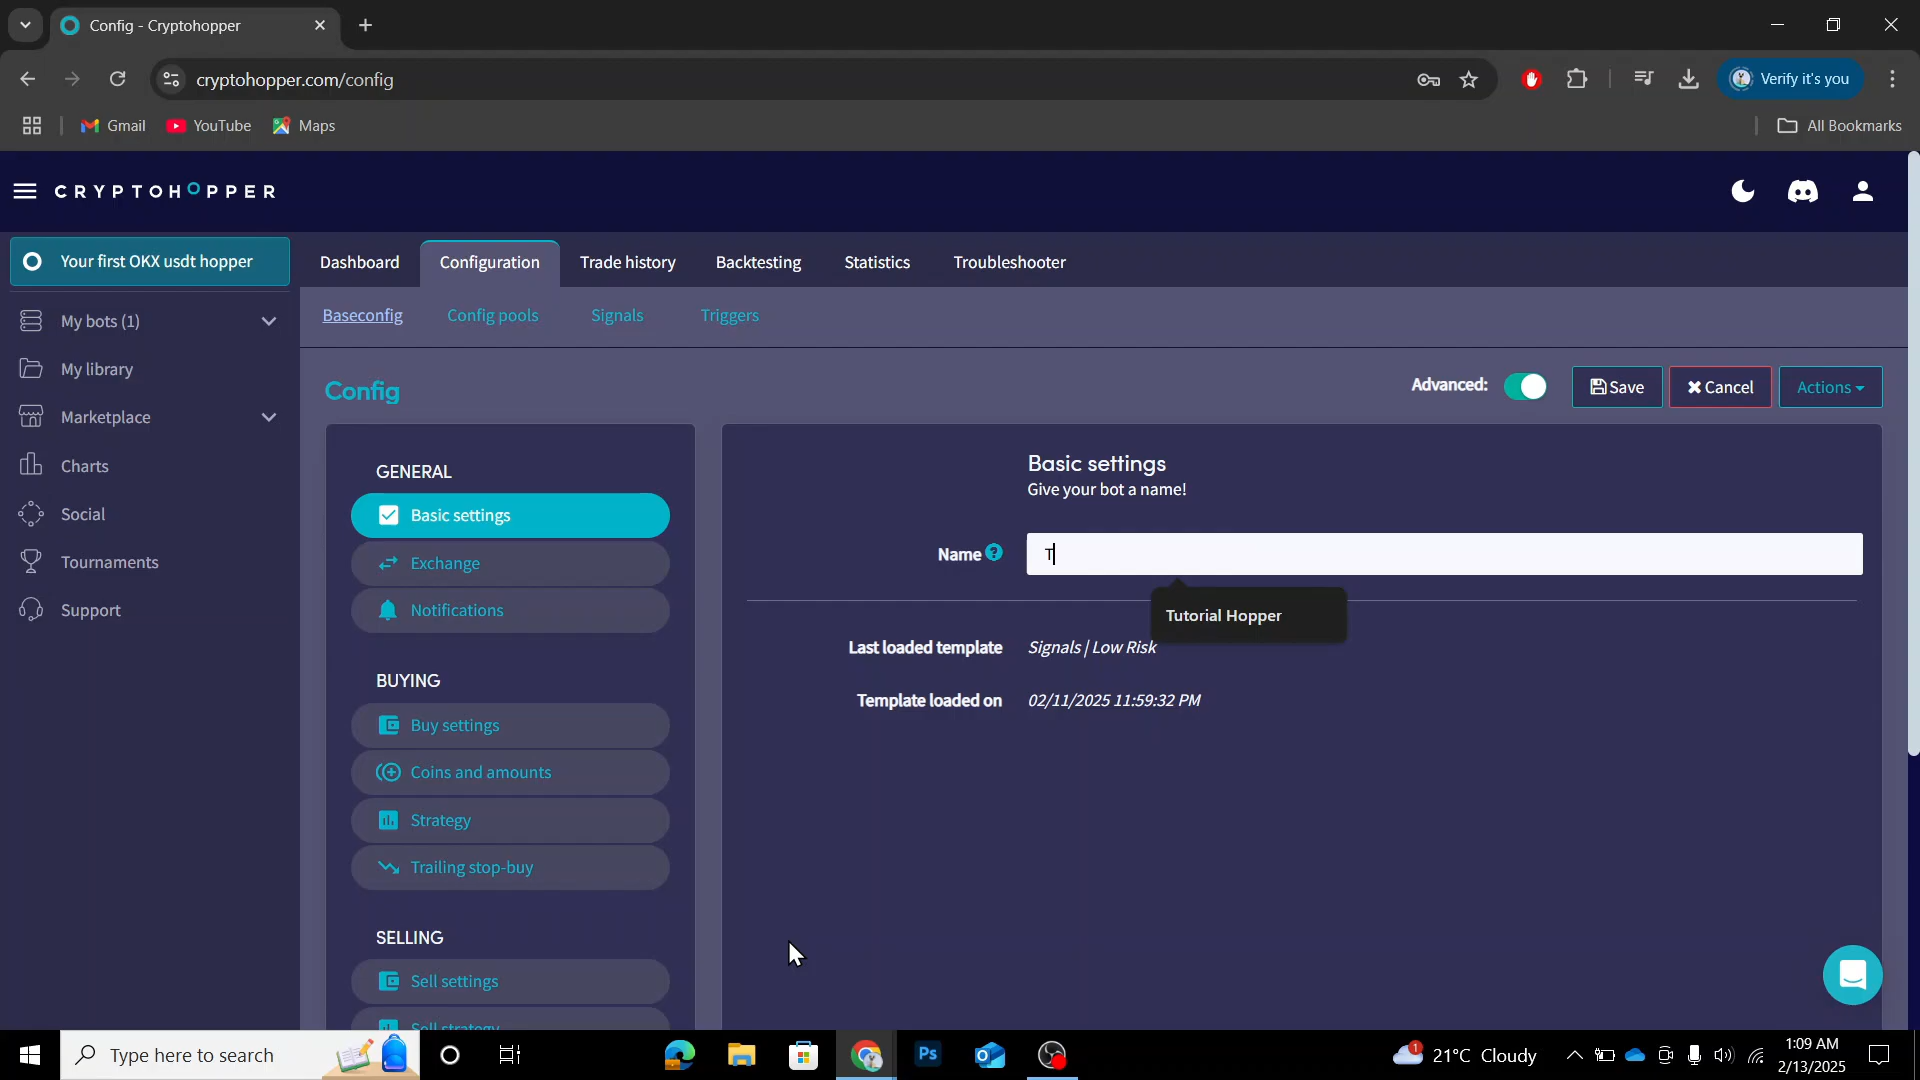 Config - Cryptohopper
cryptohopper.com/config
Verify it's you
Gmail
YouTube
Maps
All Bookmarks
CRYPTOHOPPER
Your first OKX usdt hopper
Dashboard
Configuration
Trade history
Backtesting
Statistics
Troubleshooter
My bots (1)
My library
Marketplace
Charts
Social
Tournaments
Support
Baseconfig
Config pools
Signals
Triggers
Config
Advanced:
Save
Cancel
Actions
GENERAL
Basic settings
Exchange
Notifications
BUYING
Buy settings
Coins and amounts
Strategy
Trailing stop-buy
SELLING
Sell settings
Sell strategy
Basic settings
Give your bot a name!
Name ?
T
Tutorial Hopper
Last loaded template
Signals | Low Risk
Template loaded on
02/11/2025 11:59:32 PM
Type here to search
Ps
1
21°C Cloudy
1:09 AM
2/13/2025